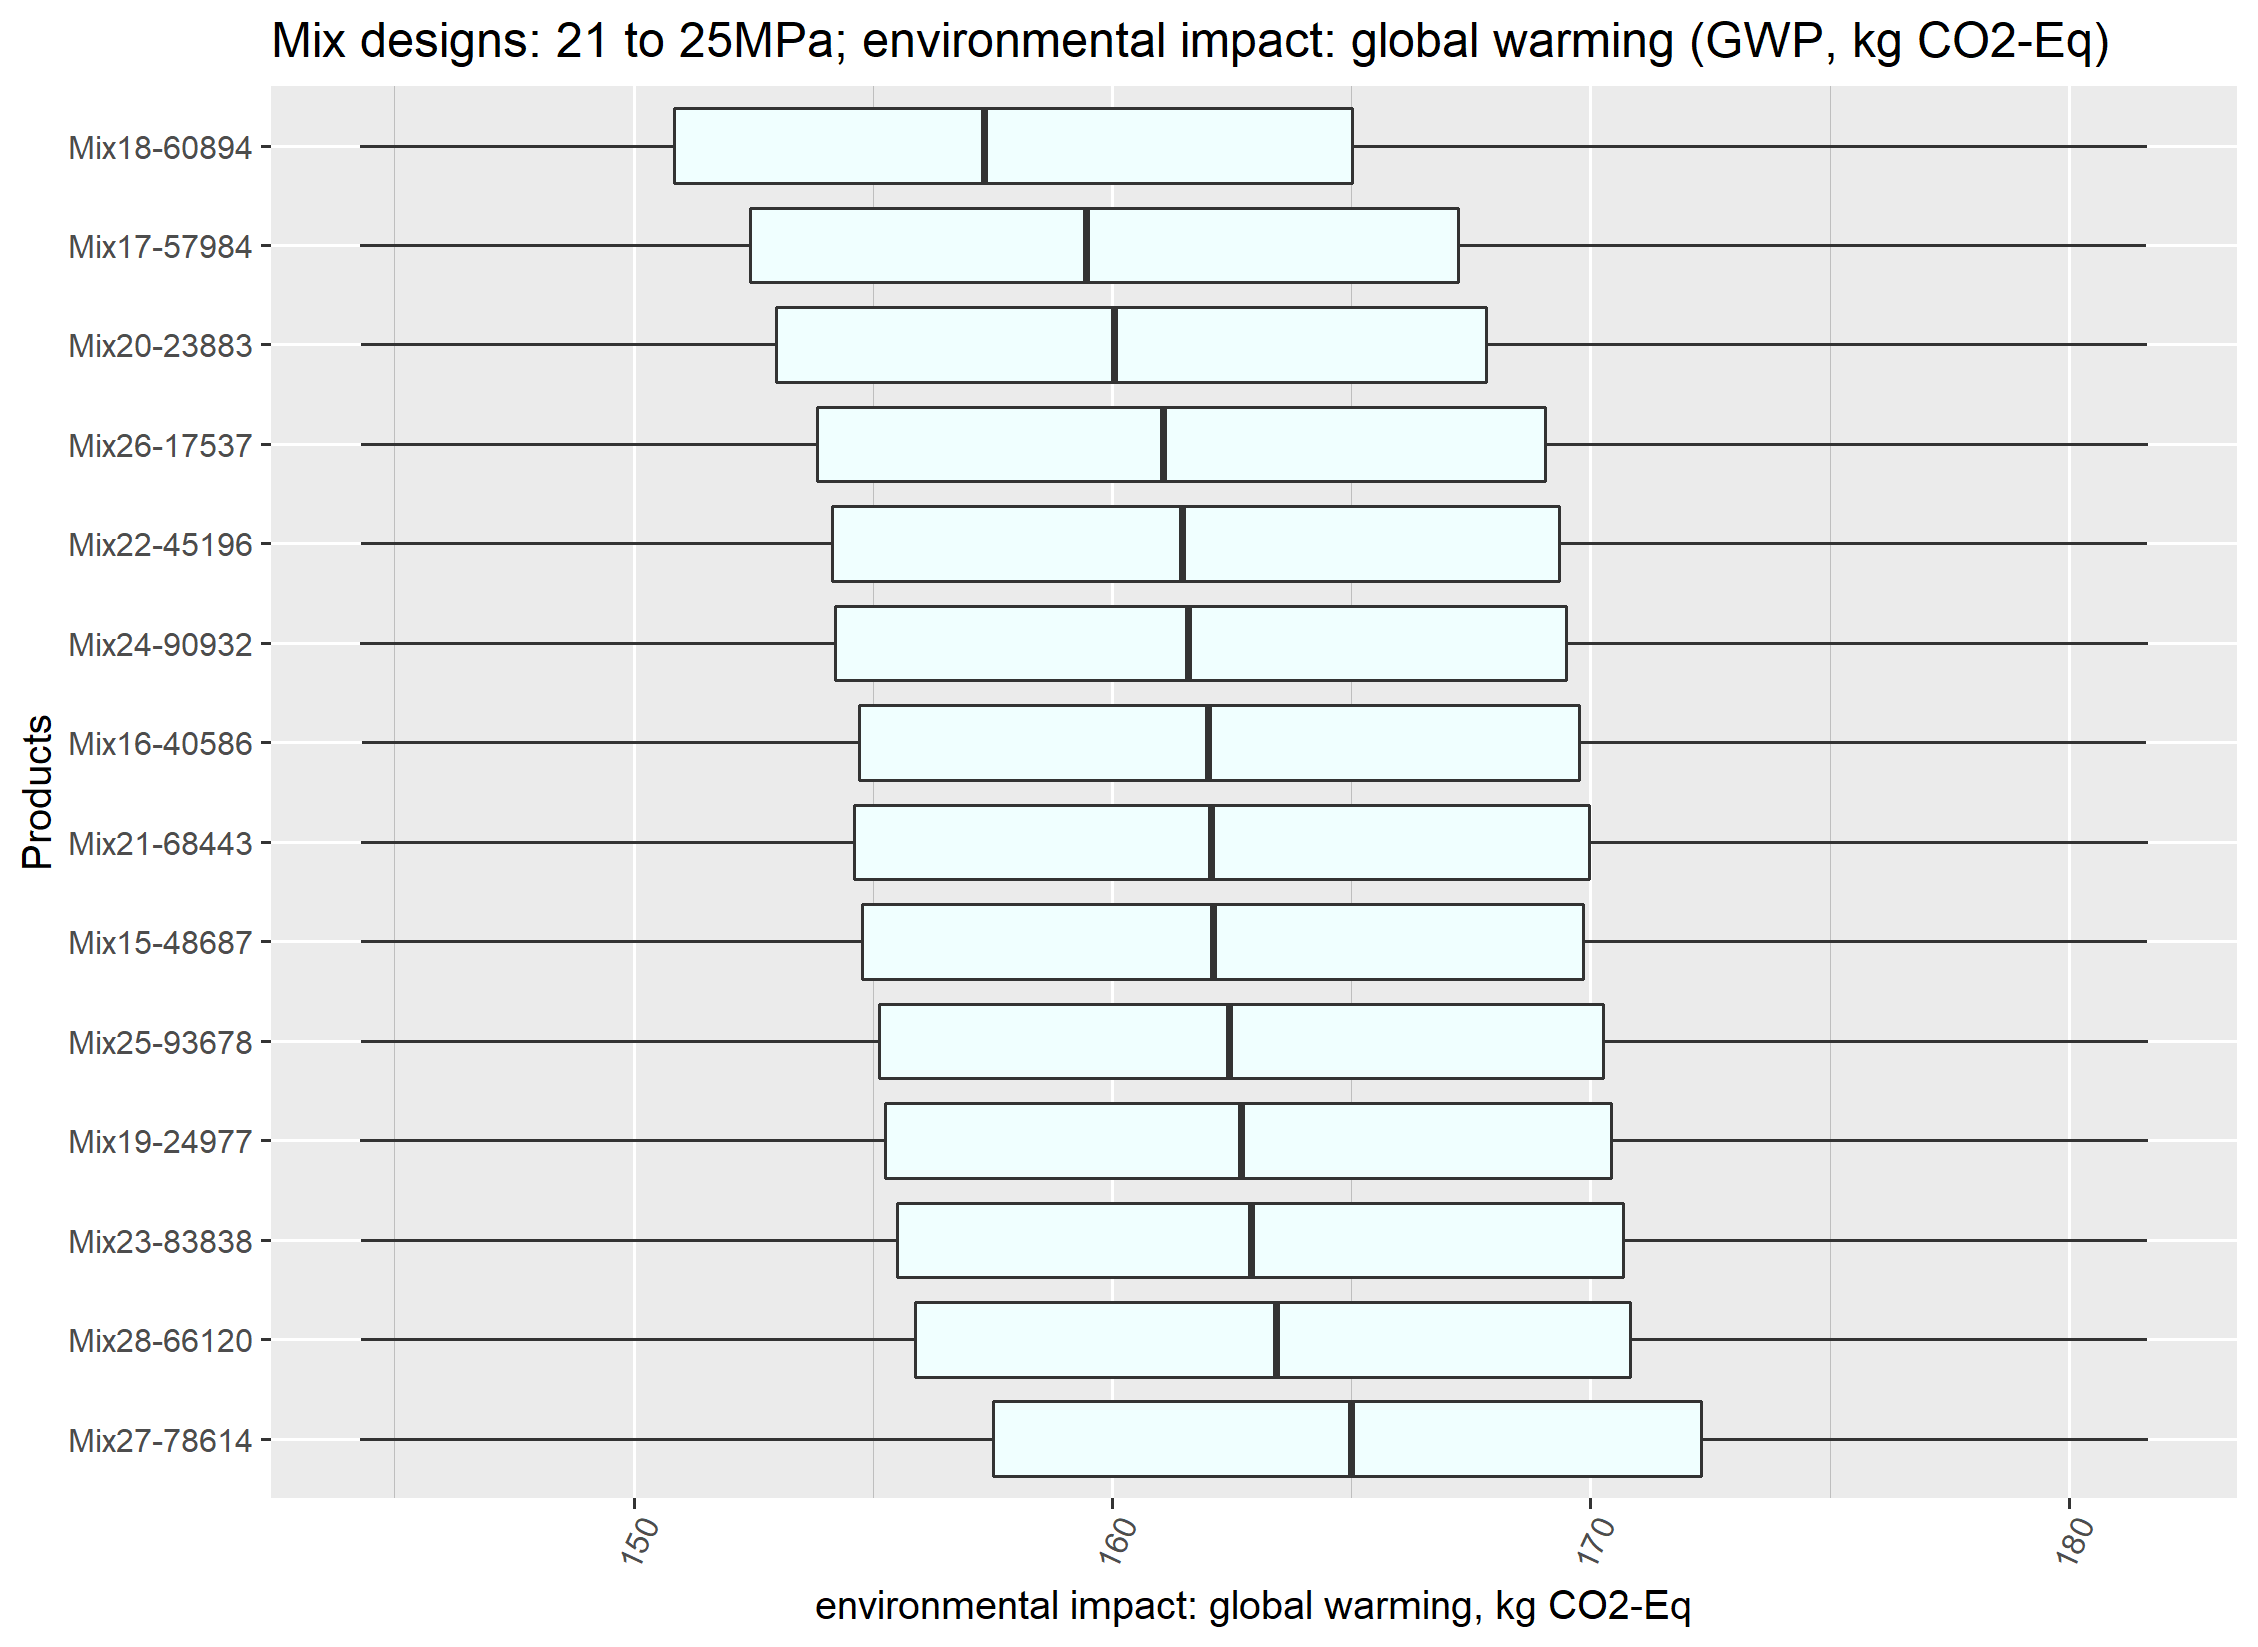 Mix designs: 21 to 25MPa; environmental impact: global warming (GWP, kg CO2-Eq)
Products
Mix18-60894
Mix17-57984
Mix20-23883
Mix26-17537
Mix22-45196
Mix24-90932
Mix16-40586
Mix21-68443
Mix15-48687
Mix25-93678
Mix19-24977
Mix23-83838
Mix28-66120
Mix27-78614
150 160 170 180
environmental impact: global warming, kg CO2-Eq